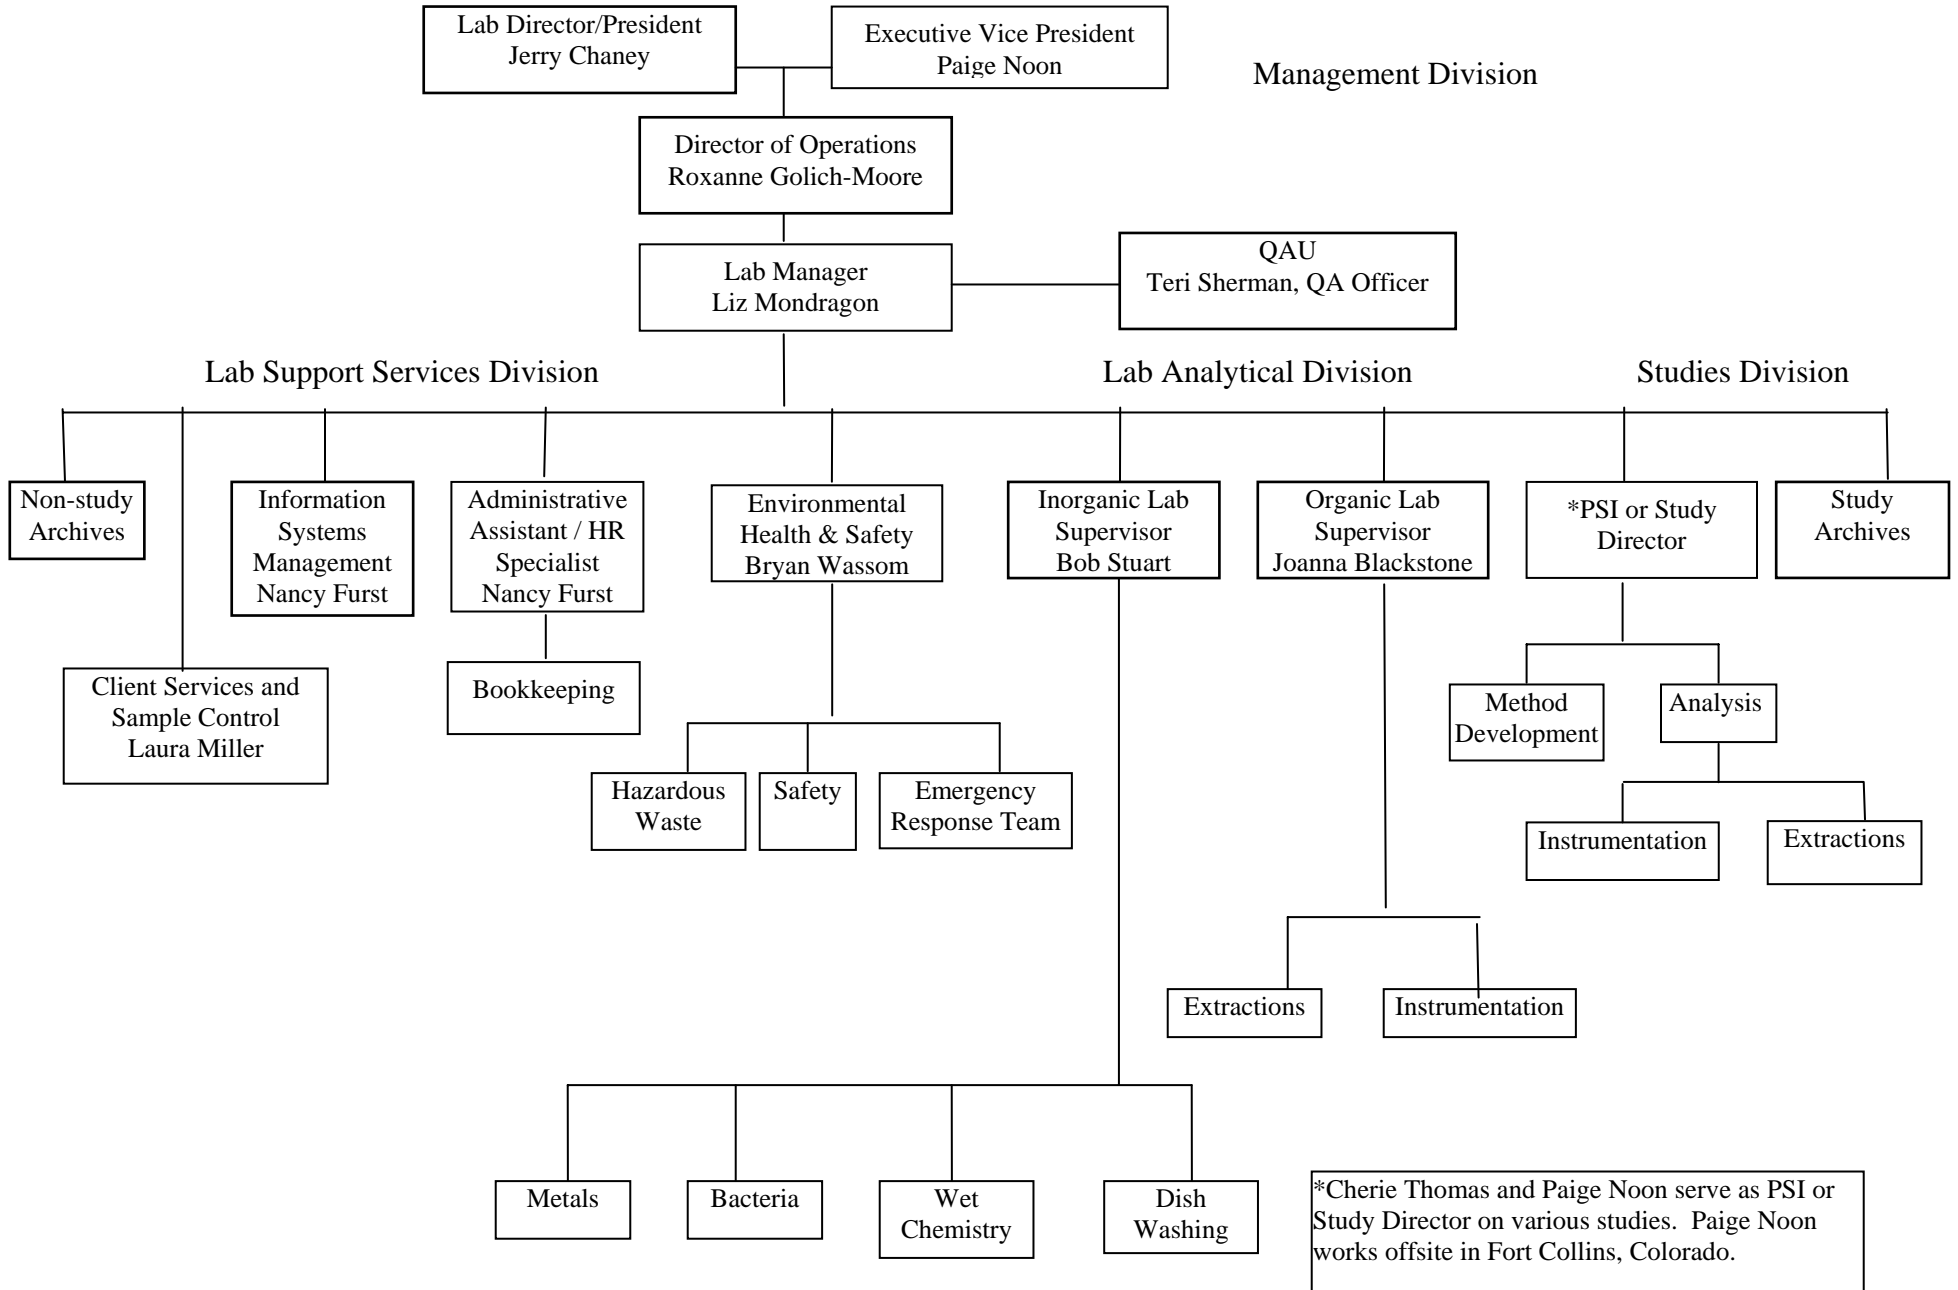 Lab Director/President
Jerry Chaney
Executive Vice President
Paige Noon
Management Division
Director of Operations
Roxanne Golich-Moore
Lab Manager
Liz Mondragon
QAU
Teri Sherman, QA Officer
Lab Support Services Division
Lab Analytical Division
Studies Division
Non-study
Archives
Information
Systems
Management
Nancy Furst
Administrative
Assistant / HR
Specialist
Nancy Furst
Environmental
Health & Safety
Bryan Wassom
Inorganic Lab
Supervisor
Bob Stuart
Organic Lab
Supervisor
Joanna Blackstone
*PSI or Study
Director
Study
Archives
Client Services and
Sample Control
Laura Miller
Bookkeeping
Method
Development
Analysis
Hazardous
Waste
Safety
Emergency
Response Team
Instrumentation
Extractions
Extractions
Instrumentation
Metals
Bacteria
Wet
Chemistry
Dish
Washing
*Cherie Thomas and Paige Noon serve as PSI or
Study Director on various studies.  Paige Noon
works offsite in Fort Collins, Colorado.